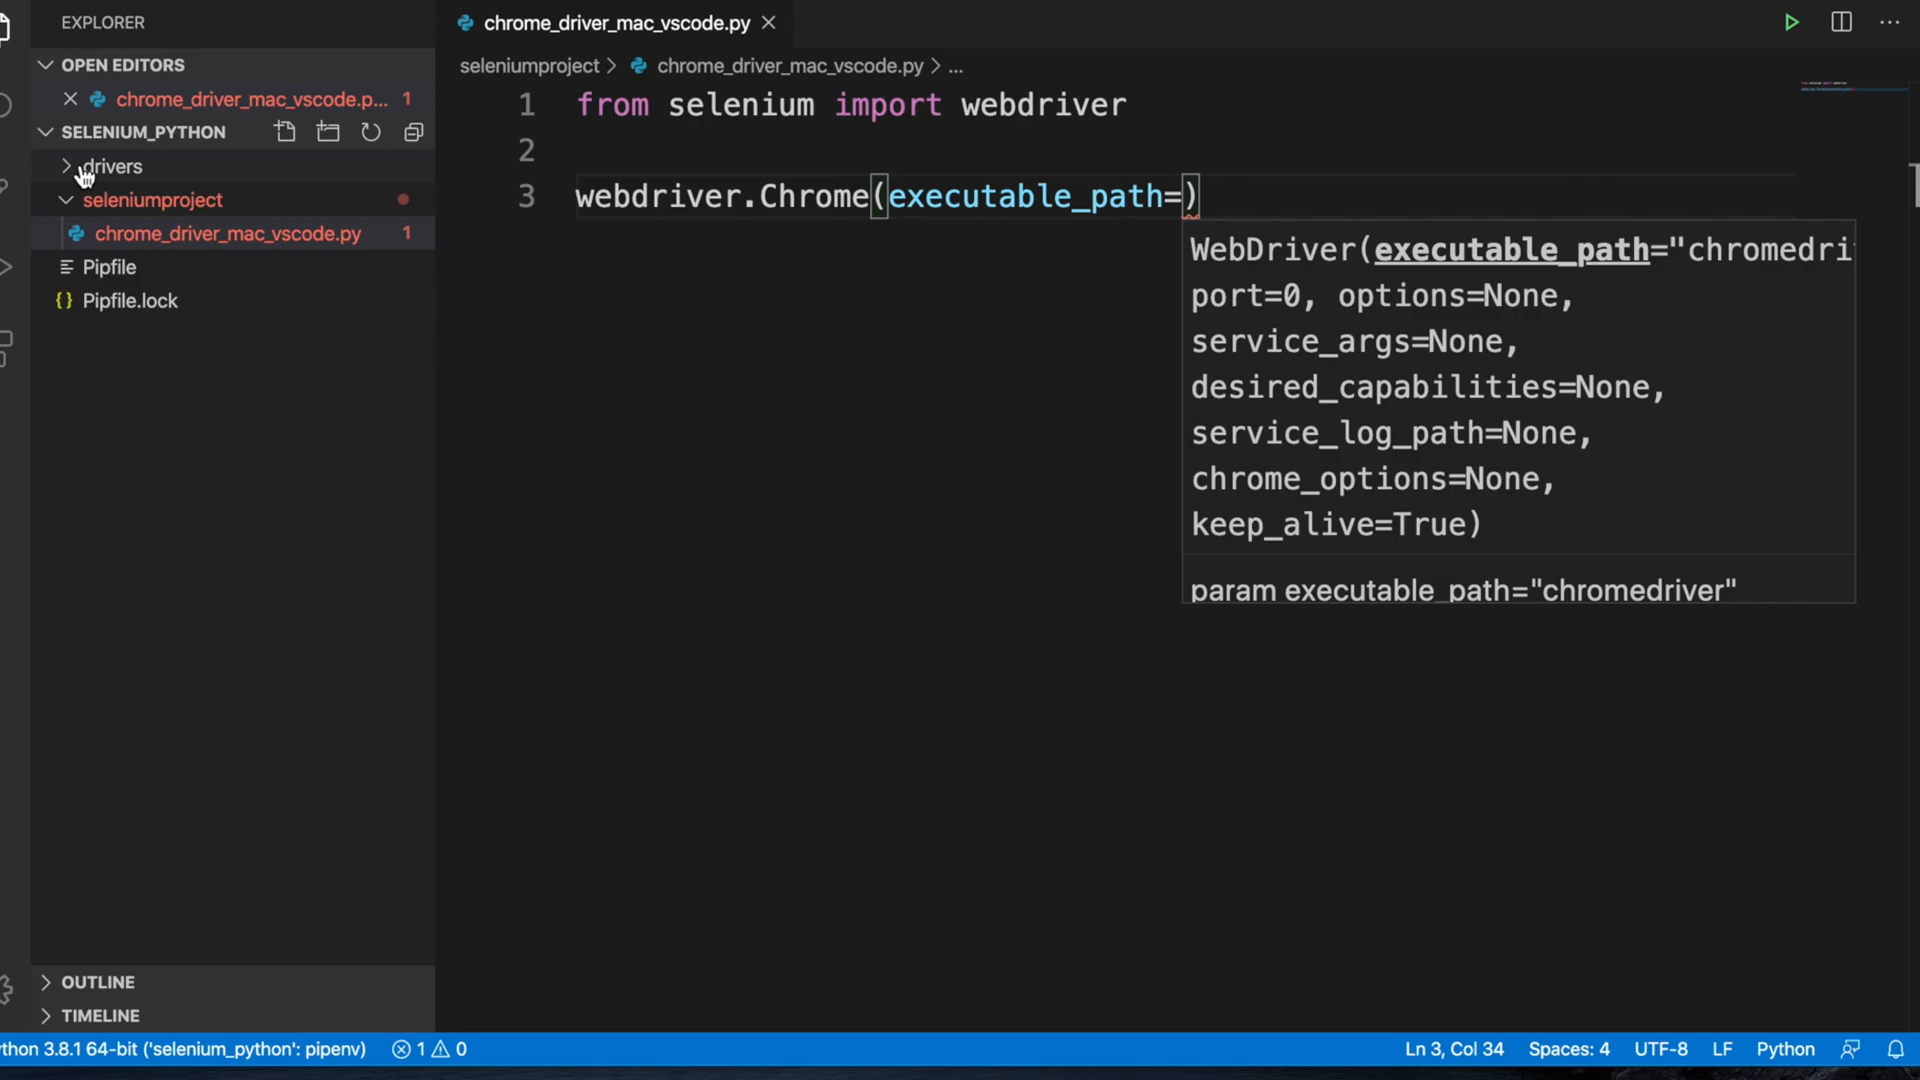 EXPLORER
OPEN EDITORS
chrome_driver_mac_vscode.p... 1
SELENIUM_PYTHON
drivers
seleniumproject
chrome_driver_mac_vscode.py 1
Pipfile
{} Pipfile.lock
OUTLINE
TIMELINE
chrome_driver_mac_vscode.py
seleniumproject > chrome_driver_mac_vscode.py > ...
1 from selenium import webdriver
2
3 webdriver.Chrome(executable_path=)
WebDriver(executable_path="chromedri
port=0, options=None,
service_args=None,
desired_capabilities=None,
service_log_path=None,
chrome_options=None,
keep_alive=True)
param executable_path="chromedriver"
thon 3.8.1 64-bit ('selenium_python': pipenv) 1 0 Ln 3, Col 34 Spaces: 4 UTF-8 LF Python